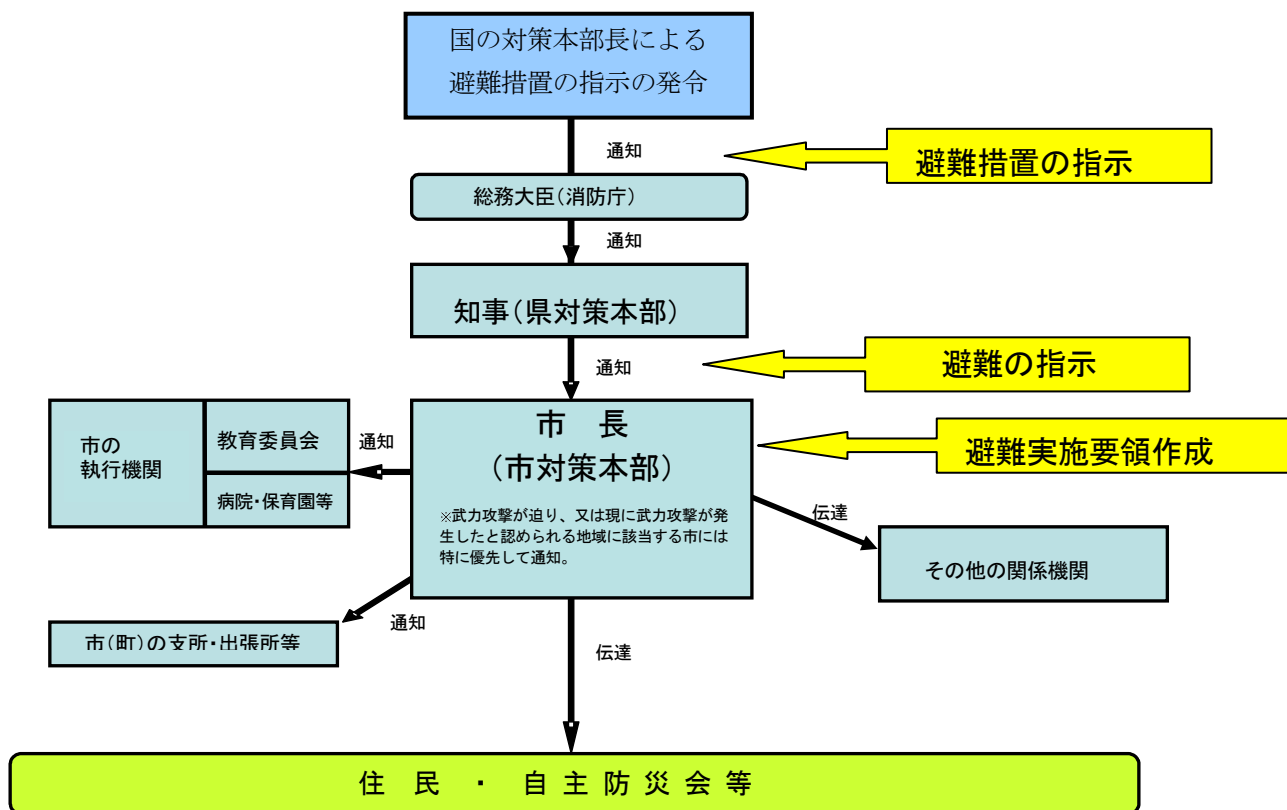 国の対策本部長による
避難措置の指示の発令
通知
避難措置の指示
総務大臣(消防庁)
通知
知事(県対策本部)
通知
避難の指示
市の
執行機関
教育委員会
病院・保育園等
通知
市 長
(市対策本部)
※武力攻撃が迫り、又は現に武力攻撃が発
生したと認められる地域に該当する市には
特に優先して通知。
避難実施要領作成
伝達
その他の関係機関
通知
市(町)の支所・出張所等
伝達
住 民 ・ 自 主 防 災 会 等